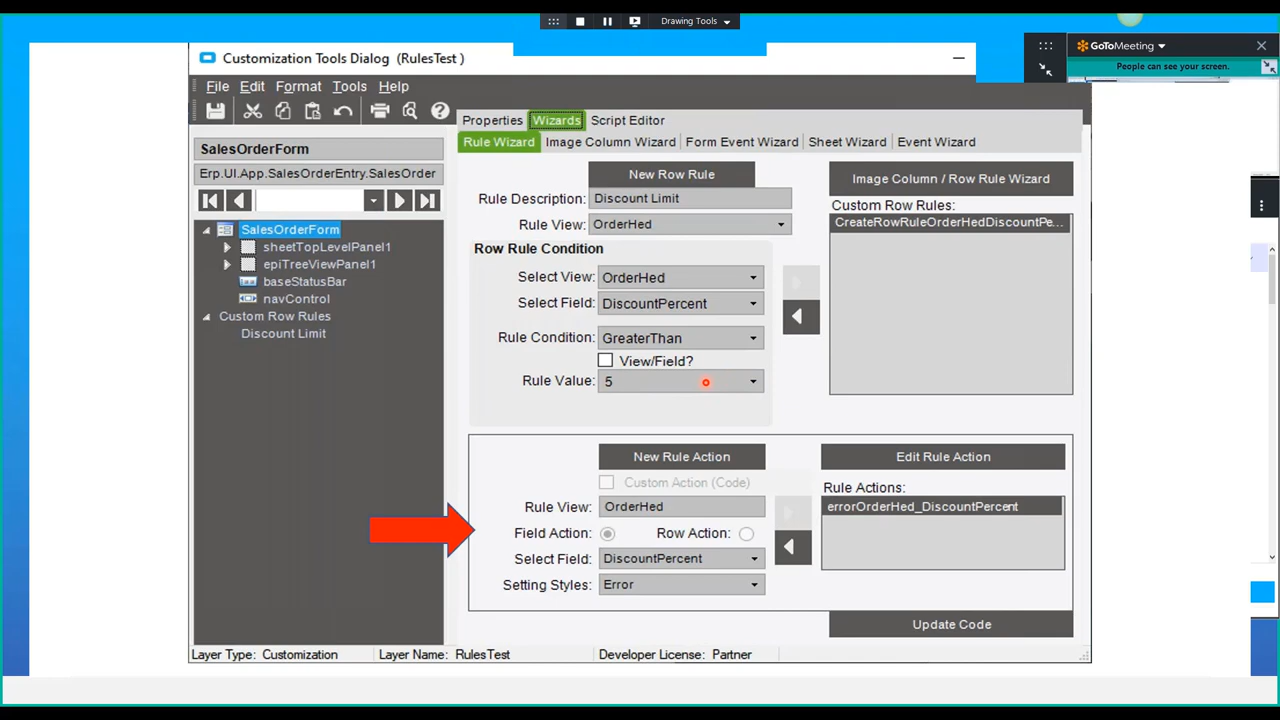 Drawing Tools
GoToMeeting
People can see your screen.
Customization Tools Dialog (RulesTest )
File Edit Format Tools Help
Properties Wizards Script Editor
Rule Wizard Image Column Wizard Form Event Wizard Sheet Wizard Event Wizard
SalesOrderForm
Erp.UI.App.SalesOrderEntry.SalesOrder
SalesOrderForm
sheetTopLevelPanel1
epiTreeViewPanel1
baseStatusBar
navControl
Custom Row Rules
Discount Limit
New Row Rule
Rule Description: Discount Limit
Rule View: OrderHed
Row Rule Condition
Select View: OrderHed
Select Field: DiscountPercent
Rule Condition: GreaterThan
View/Field?
Rule Value: 5
Image Column / Row Rule Wizard
Custom Row Rules:
CreateRowRuleOrderHedDiscountPe...
New Rule Action
Custom Action (Code)
Rule View: OrderHed
Field Action: Row Action:
Select Field: DiscountPercent
Setting Styles: Error
Edit Rule Action
Rule Actions:
errorOrderHed_DiscountPercent
Update Code
Layer Type: Customization Layer Name: RulesTest Developer License: Partner